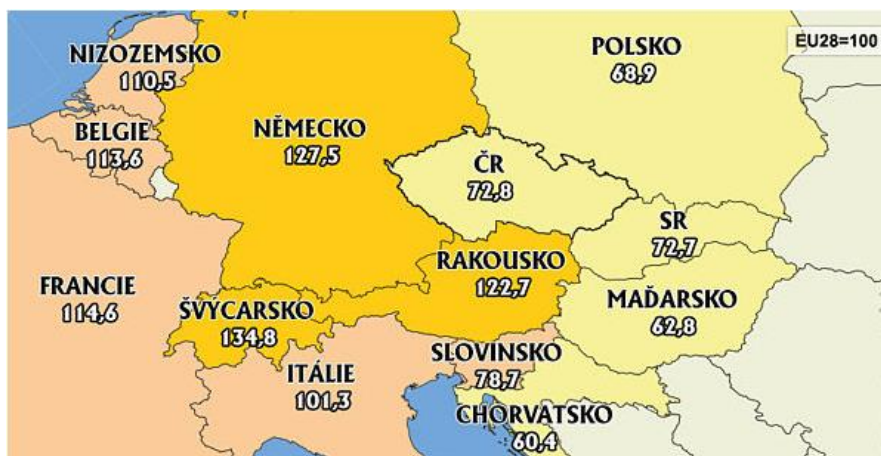 NIZOZEMSKO
110,5
POLSKO
68,9
EU28=100
BELGIE
113,6
NĚMECKO
127,5
ČR
72,8
SR
72,7
FRANCIE
114,6
ŠVÝCARSKO
134,8
RAKOUSKO
122,7
MAĎARSKO
62,8
ITÁLIE
101,3
SLOVINSKO
78,7
CHORVATSKO
60,4